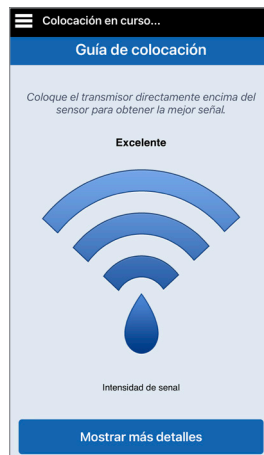 Colocación en curso...
Guía de colocación
Coloque el transmisor directamente encima del
sensor para obtener la mejor señal.
Excelente
Intensidad de senal
Mostrar más detalles